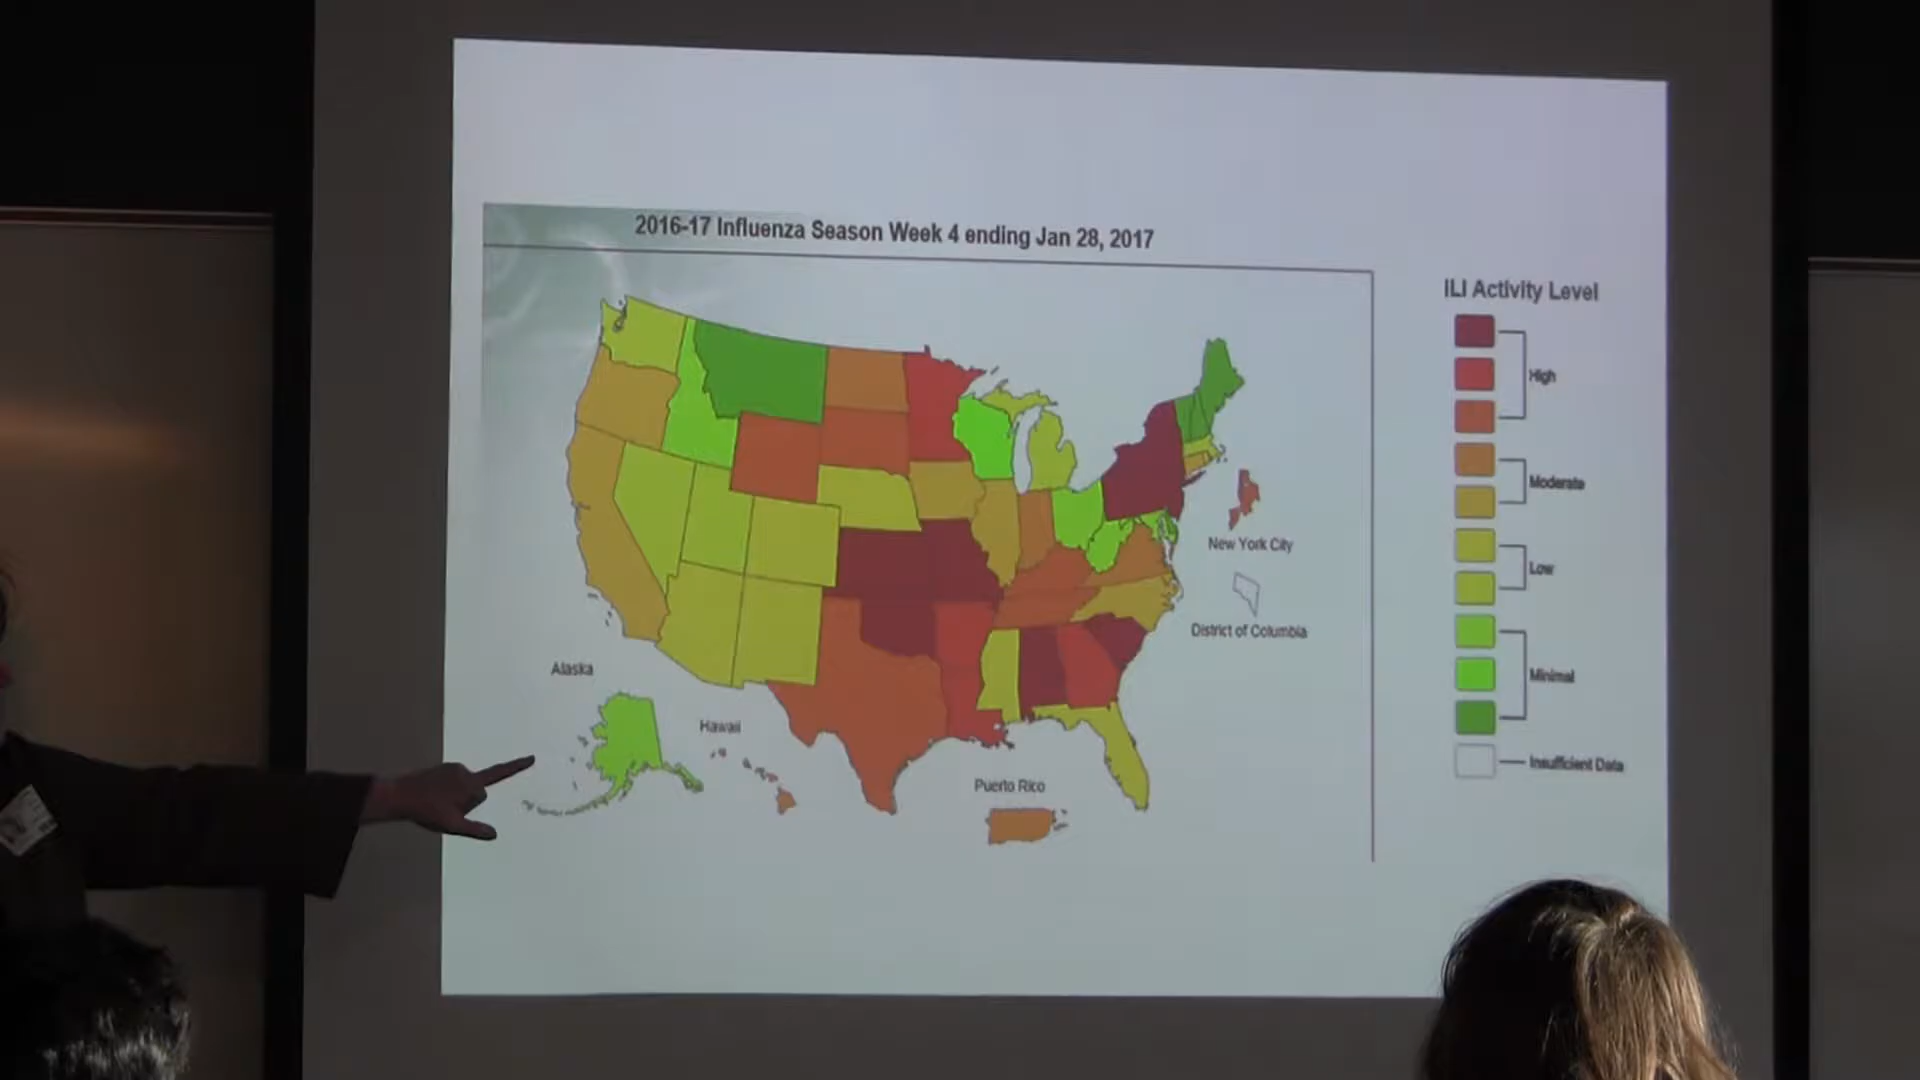 2016-17 Influenza Season Week 4 ending Jan 28, 2017
ILI Activity Level
High
Moderate
Low
Minimal
Insufficient Data
New York City
District of Columbia
Alaska
Hawaii
Puerto Rico